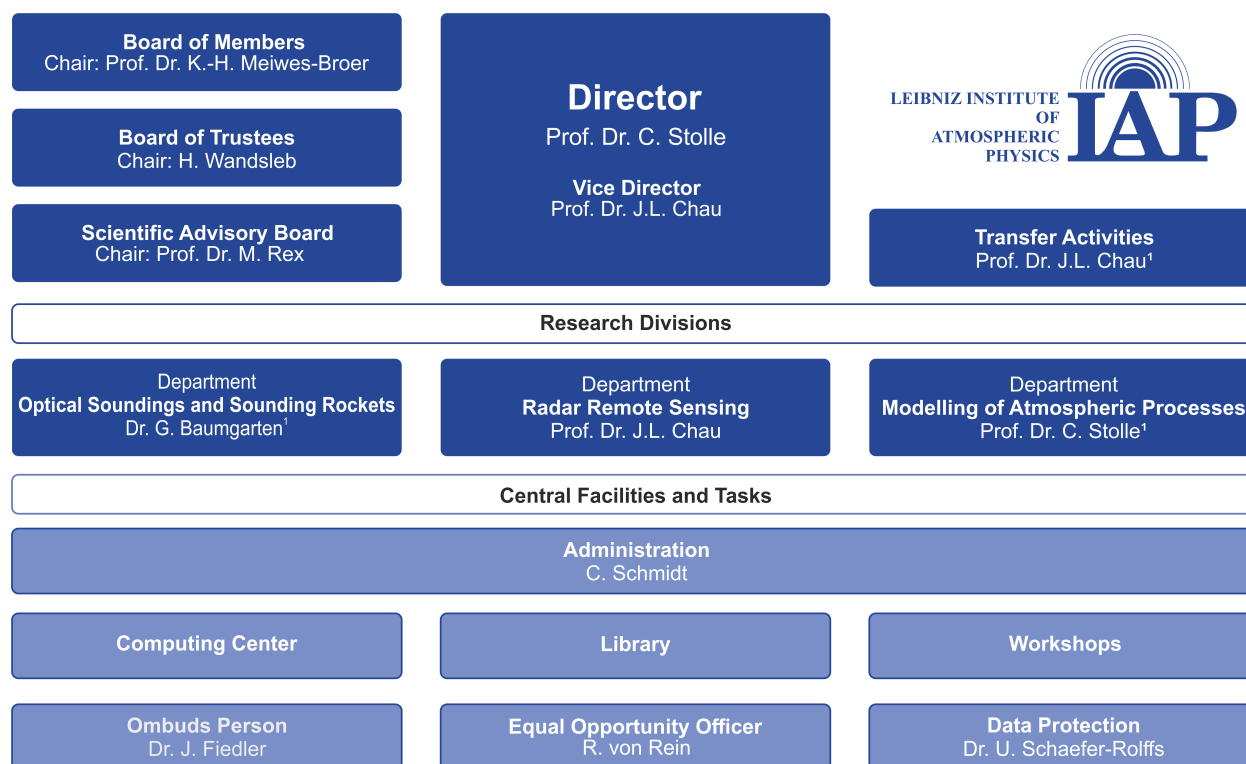 Board of Members
Chair: Prof. Dr. K.-H. Meiwes-Broer
Board of Trustees
Chair: H. Wandsleb
Scientific Advisory Board
Chair: Prof. Dr. M. Rex
Director
Prof. Dr. C. Stolle
Vice Director
Prof. Dr. J.L. Chau
LEIBNIZ INSTITUTE
OF
ATMOSPHERIC
PHYSICS
IAP
Transfer Activities
Prof. Dr. J.L. Chau¹
Research Divisions
Department
Optical Soundings and Sounding Rockets
Dr. G. Baumgarten¹
Department
Radar Remote Sensing
Prof. Dr. J.L. Chau
Department
Modelling of Atmospheric Processes
Prof. Dr. C. Stolle¹
Central Facilities and Tasks
Administration
C. Schmidt
Computing Center
Library
Workshops
Ombuds Person
Dr. J. Fiedler
Equal Opportunity Officer
R. von Rein
Data Protection
Dr. U. Schaefer-Rolffs